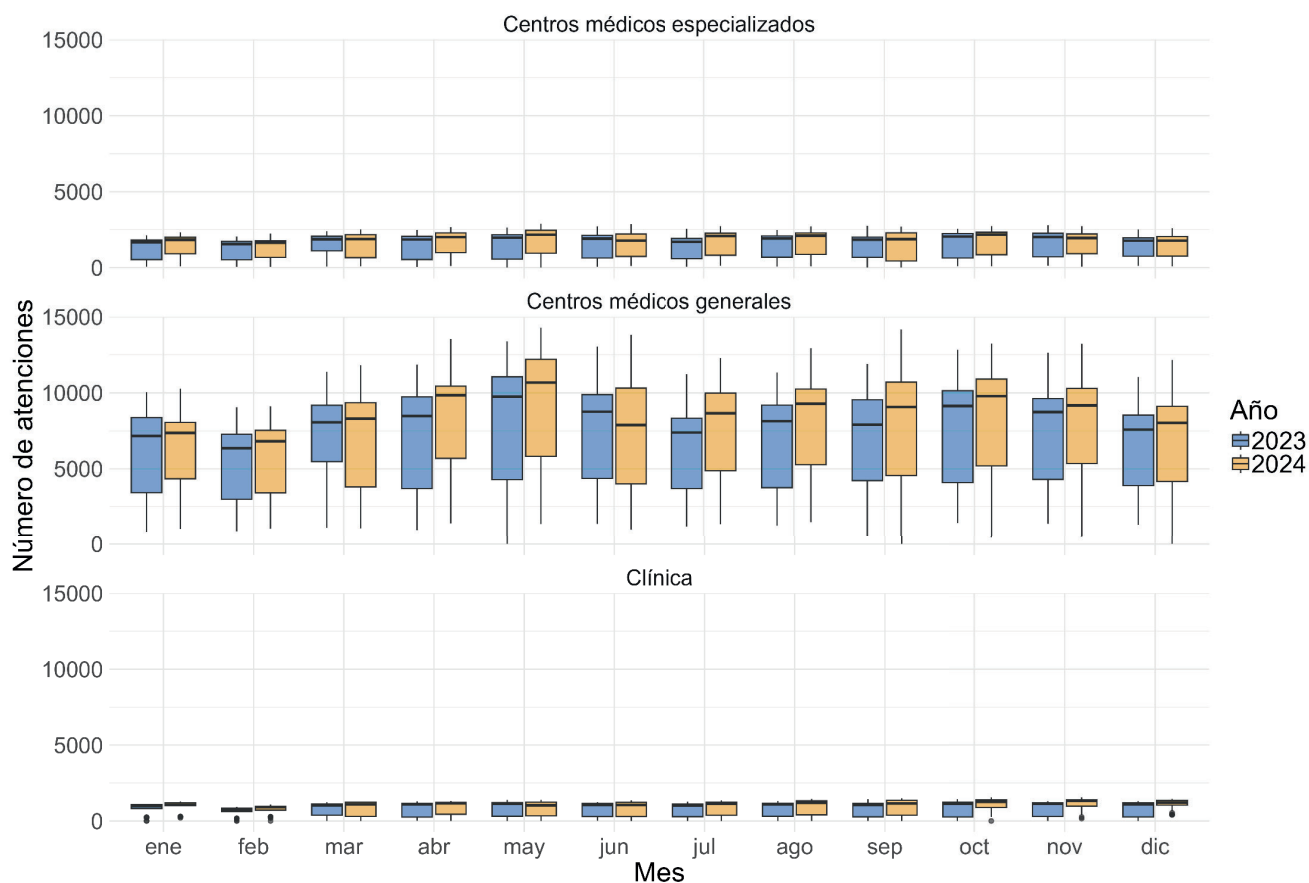 Centros médicos especializados
15000
10000
5000
0
Centros médicos generales
15000
10000
5000
0
Clínica
15000
10000
5000
0
ene feb mar abr may jun jul ago sep oct nov dic
Mes
Número de atenciones
Año
2023
2024